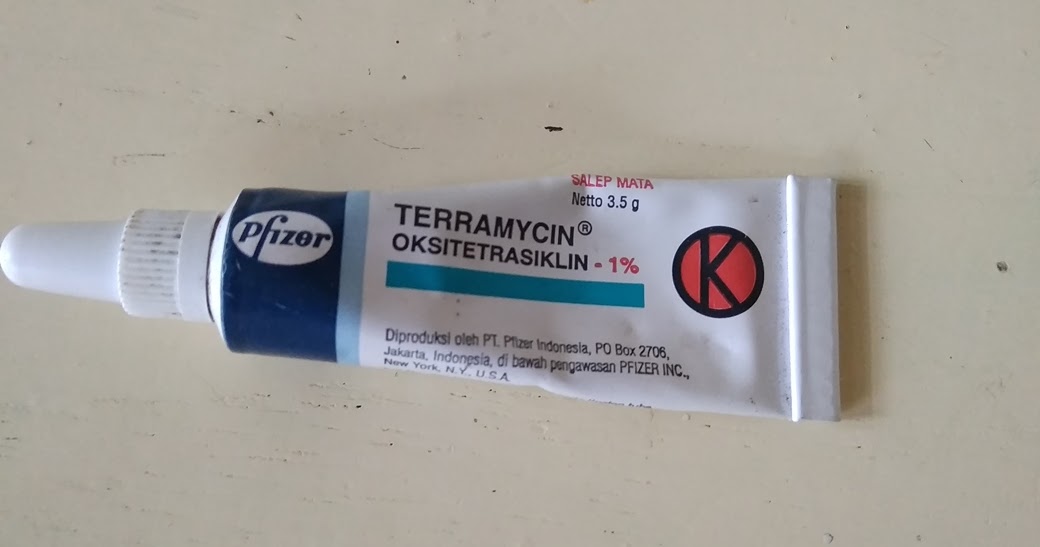 Pfizer
SALEP MATA
Netto 3.5 g
TERRAMYCIN®
OKSITETRASIKLIN - 1%
K
Diproduksi oleh PT. Pfizer Indonesia, PO Box 2706,
Jakarta, Indonesia, di bawah pengawasan PFIZER INC.,
New York, N.Y., U.S.A.